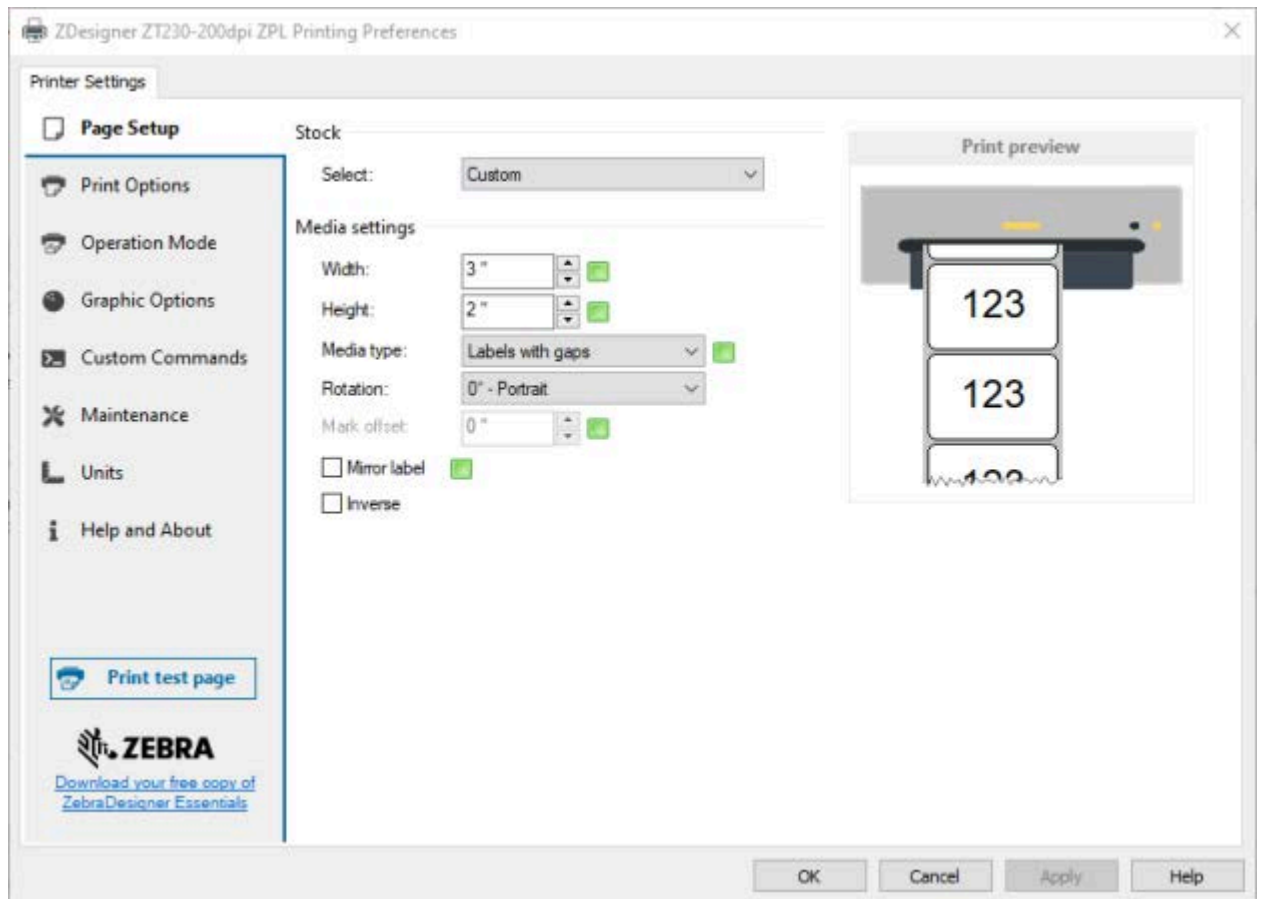 ZDesigner ZT230-200dpi ZPL Printing Preferences
Printer Settings
Page Setup
Print Options
Operation Mode
Graphic Options
Custom Commands
Maintenance
Units
Help and About
Print test page
ZEBRA
Download your free copy of
ZebraDesigner Essentials
Stock
Select: Custom
Media settings
Width: 3 "
Height: 2 "
Media type: Labels with gaps
Rotation: 0° - Portrait
Mark offset: 0 "
Mirror label
Inverse
Print preview
123
123
123
OK Cancel Apply Help